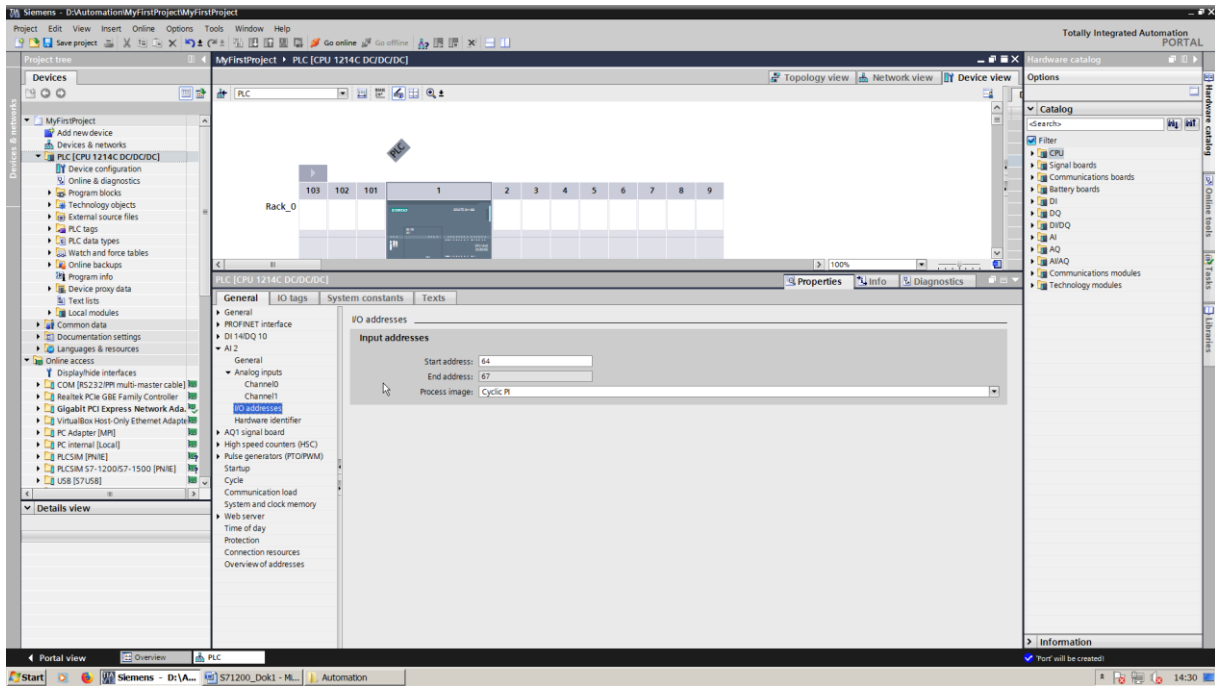 Siemens - D:\Automation\MyFirstProject\MyFirstProject
Project Edit View Insert Online Options Tools Window Help
Save project Go online Go offline
Totally Integrated Automation
PORTAL
Project tree
Devices
MyFirstProject
Add new device
Devices & networks
PLC [CPU 1214C DC/DC/DC]
Device configuration
Online & diagnostics
Program blocks
Technology objects
External source files
PLC tags
PLC data types
Watch and force tables
Online backups
Program info
Device proxy data
Text lists
Local modules
Common data
Documentation settings
Languages & resources
Online access
Display/hide interfaces
COM [RS232/PPI multi-master cable]
Realtek PCIe GBE Family Controller
Gigabit PCI Express Network Ada.
VirtualBox Host-Only Ethernet Adapte
PC Adapter [MPI]
PC internal [Local]
PLCSIM [PN/IE]
PLCSIM S7-1200/S7-1500 [PN/IE]
USB [S7USB]
Details view
Devices & networks
MyFirstProject PLC [CPU 1214C DC/DC/DC]
Topology view Network view Device view
PLC
PLC
103 102 101 1 2 3 4 5 6 7 8 9
Rack_0
100%
PLC [CPU 1214C DC/DC/DC]
Properties Info Diagnostics
General IO tags System constants Texts
General
PROFINET interface
DI 14/DQ 10
AI 2
General
Analog inputs
Channel0
Channel1
I/O addresses
Hardware identifier
AQ1 signal board
High speed counters (HSC)
Pulse generators (PTO/PWM)
Startup
Cycle
Communication load
System and clock memory
Web server
Time of day
Protection
Connection resources
Overview of addresses
I/O addresses
Input addresses
Start address: 64
End address: 67
Process image: Cyclic PI
Hardware catalog
Options
Catalog
<Search>
Filter
CPU
Signal boards
Communications boards
Battery boards
DI
DQ
DI/DQ
AI
AQ
AI/AQ
Communications modules
Technology modules
Information
Hardware catalog
Online tools
Tasks
Libraries
Portal view Overview PLC
'Port' will be created!
Start Siemens - D:\A... S71200_Dok1 - Mi... Automation 14:30